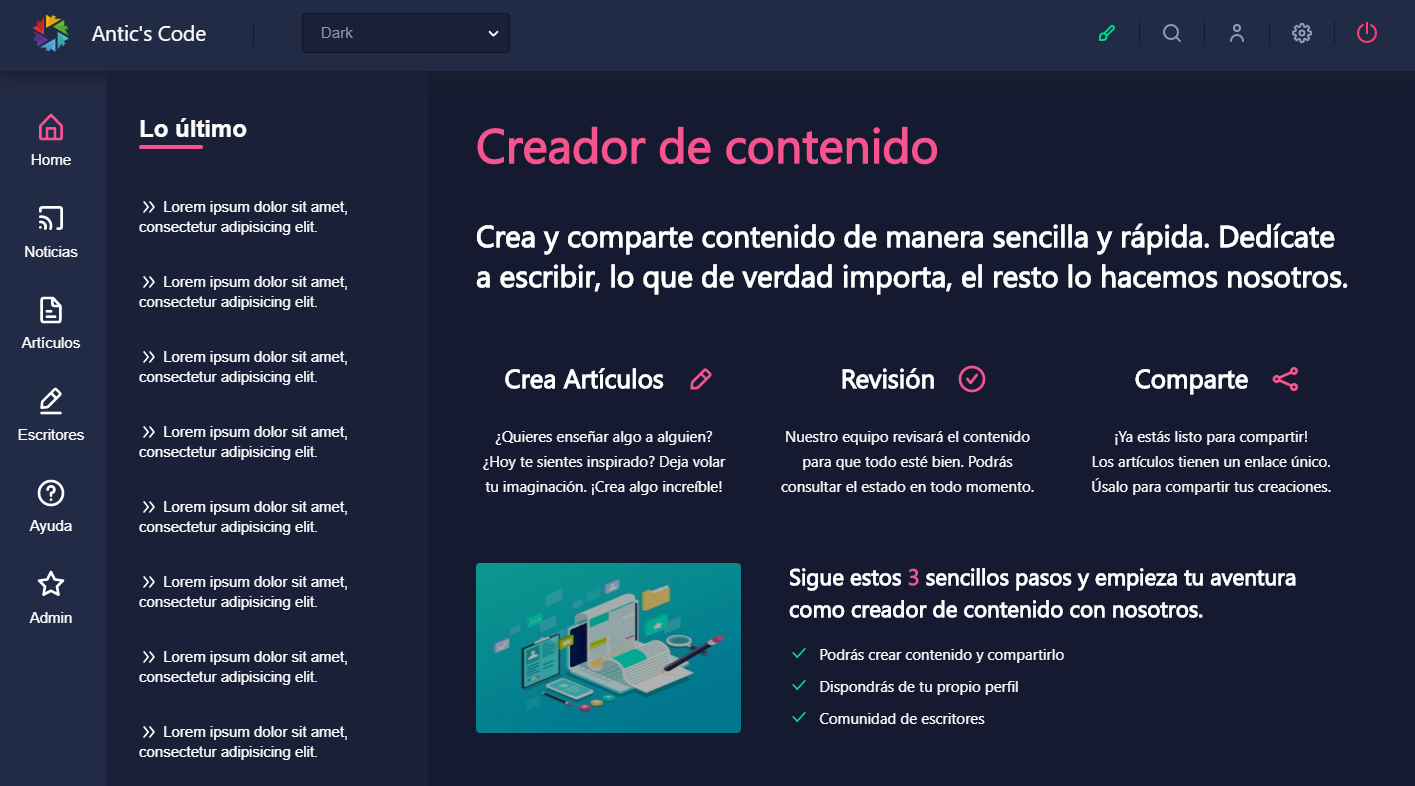 Antic's Code
Dark
Home
Noticias
Artículos
Escritores
Ayuda
Admin
Lo último
Lorem ipsum dolor sit amet,
consectetur adipisicing elit.
Lorem ipsum dolor sit amet,
consectetur adipisicing elit.
Lorem ipsum dolor sit amet,
consectetur adipisicing elit.
Lorem ipsum dolor sit amet,
consectetur adipisicing elit.
Lorem ipsum dolor sit amet,
consectetur adipisicing elit.
Lorem ipsum dolor sit amet,
consectetur adipisicing elit.
Lorem ipsum dolor sit amet,
consectetur adipisicing elit.
Lorem ipsum dolor sit amet,
consectetur adipisicing elit.
Creador de contenido
Crea y comparte contenido de manera sencilla y rápida. Dedícate
a escribir, lo que de verdad importa, el resto lo hacemos nosotros.
Crea Artículos
¿Quieres enseñar algo a alguien?
¿Hoy te sientes inspirado? Deja volar
tu imaginación. ¡Crea algo increíble!
Revisión
Nuestro equipo revisará el contenido
para que todo esté bien. Podrás
consultar el estado en todo momento.
Comparte
¡Ya estás listo para compartir!
Los artículos tienen un enlace único.
Úsalo para compartir tus creaciones.
Sigue estos 3 sencillos pasos y empieza tu aventura
como creador de contenido con nosotros.
Podrás crear contenido y compartirlo
Dispondrás de tu propio perfil
Comunidad de escritores